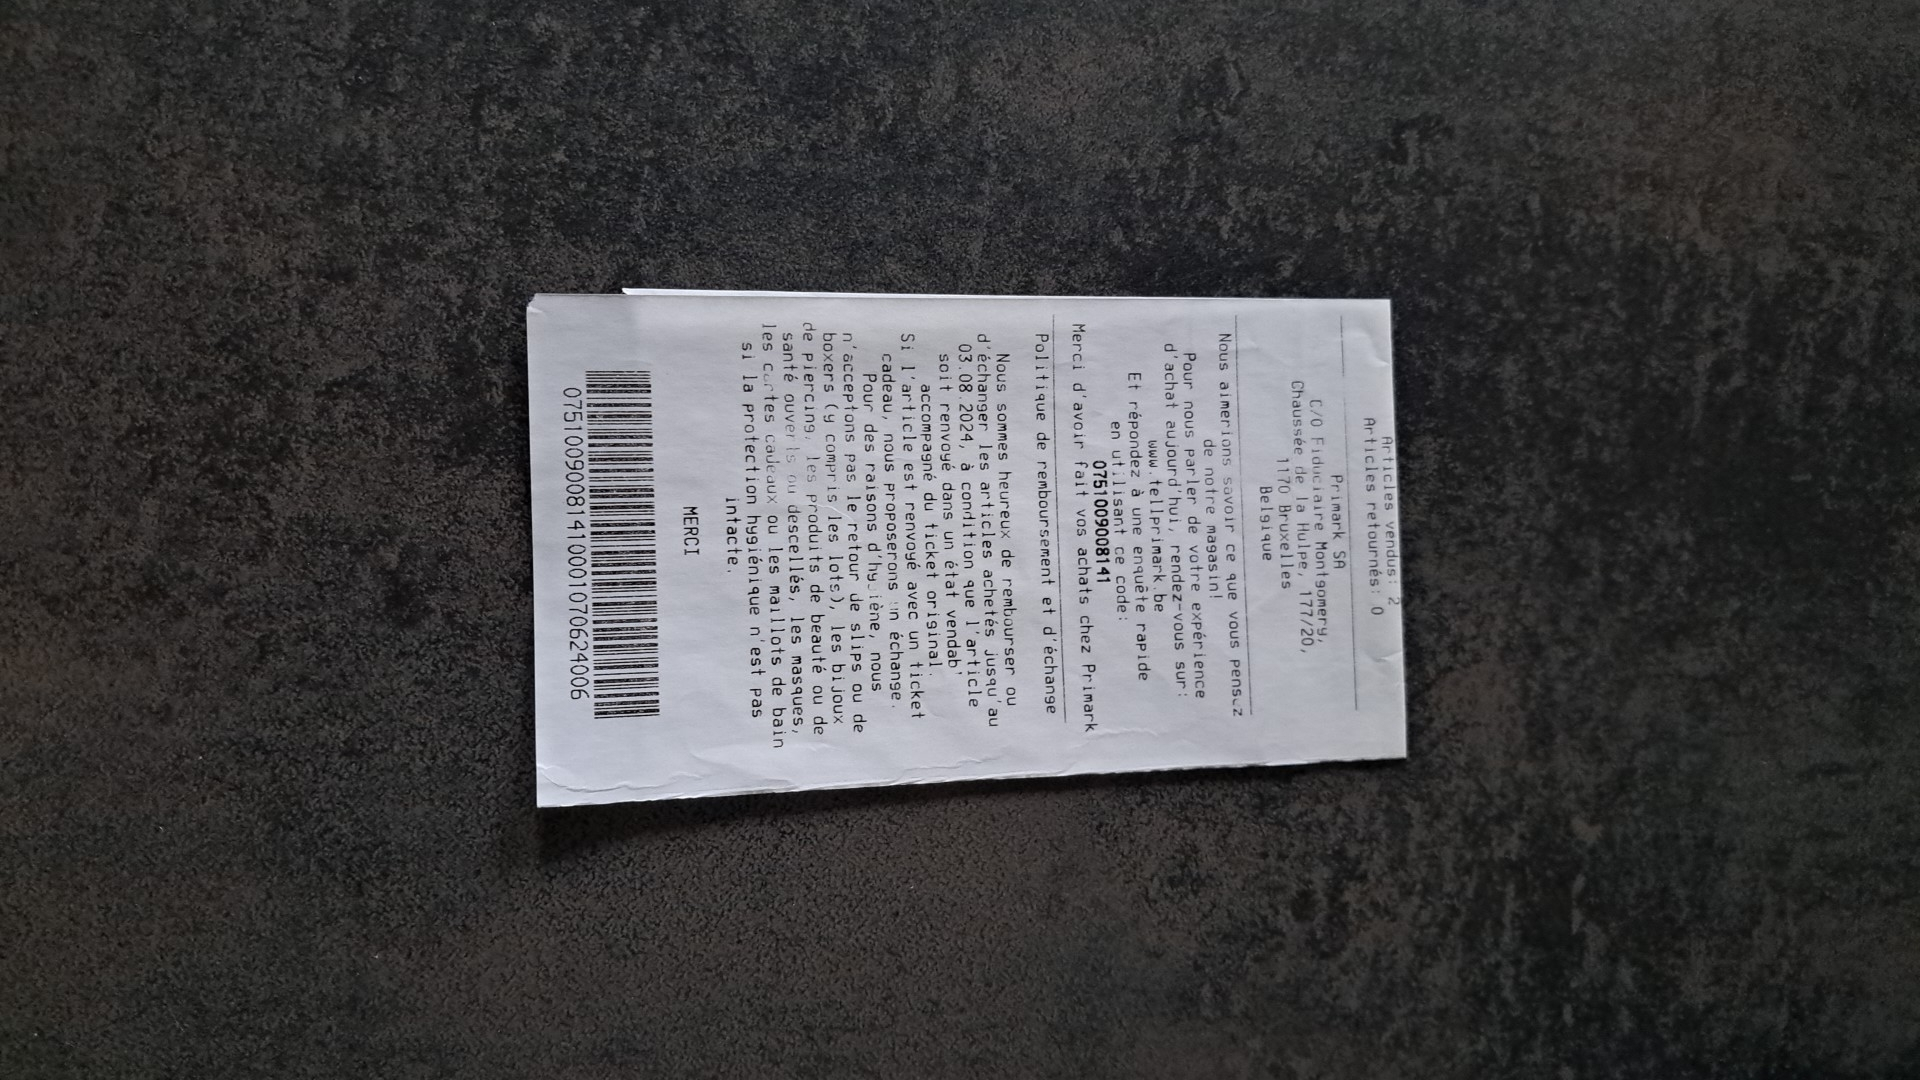 Articles vendus: 2
Articles retournés: 0
Primark SA
C/O Fiduciaire Montgomery,
Chaussée de la Hulpe, 177/20,
1170 Bruxelles
Belgique
Nous aimerions savoir ce que vous pensez
de notre magasin!
Pour nous parler de votre expérience
d'achat aujourd'hui, rendez-vous sur:
www.tellprimark.be
Et répondez à une enquête rapide
en utilisant ce code:
0751009008141
Merci d'avoir fait vos achats chez Primark
Politique de remboursement et d'échange
Nous sommes heureux de rembourser ou
d'échanger les articles achetés jusqu'au
03.08.2024, à condition que l'article
soit renvoyé dans un état vendab'
accompagné du ticket original.
Si l'article est renvoyé avec un ticket
cadeau, nous proposerons un échange.
Pour des raisons d'hygiène, nous
n'acceptons pas le retour de slips ou de
boxers (y compris les lots), les bijoux
de piercing, les produits de beauté ou de
santé ouverts ou descellés, les masques,
les cartes cadeaux ou les maillots de bain
si la protection hygiénique n'est pas
intacte.
MERCI
07510090081410001070624006